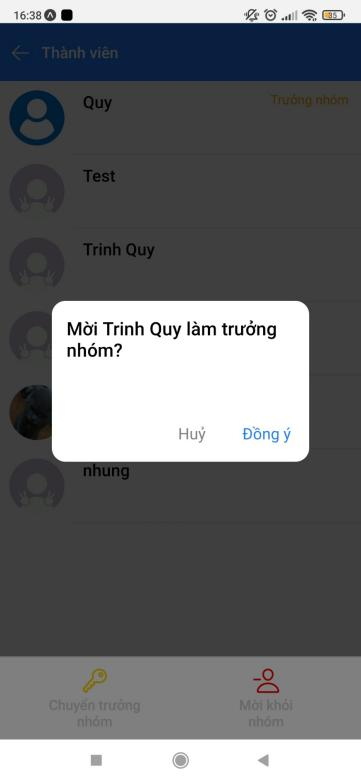 16:38
85
Thành viên
Quy
Trưởng nhóm
Test
Trinh Quy
Mời Trinh Quy làm trưởng
nhóm?
Huỷ
Đồng ý
nhung
Chuyển trưởng
nhóm
Mời khỏi
nhóm